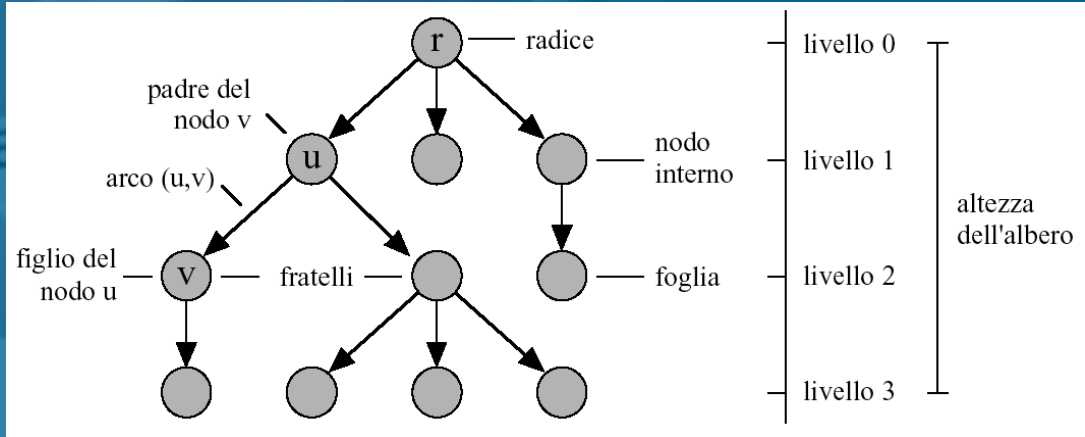 r
radice
livello 0
padre del
nodo v
u
nodo
interno
livello 1
arco (u,v)
altezza
dell'albero
figlio del
nodo u
v
fratelli
foglia
livello 2
livello 3